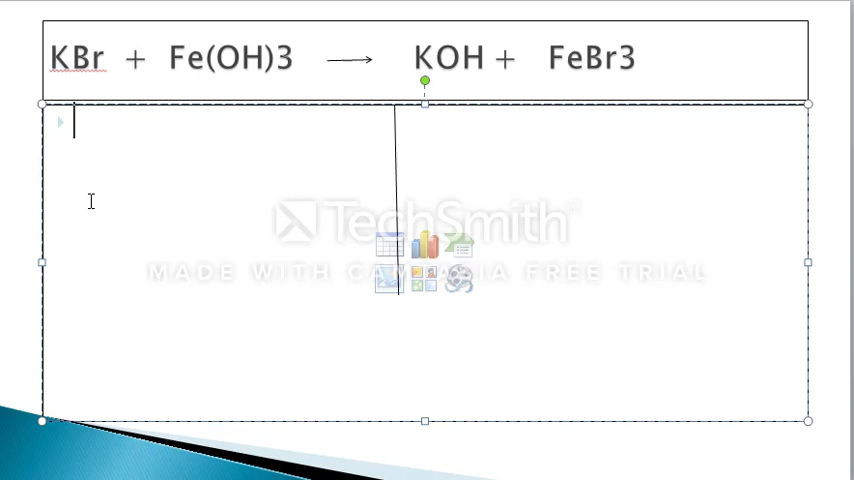 KBr + Fe(OH)3 → KOH + FeBr3
TechSmith
MADE WITH CAMTASIA FREE TRIAL